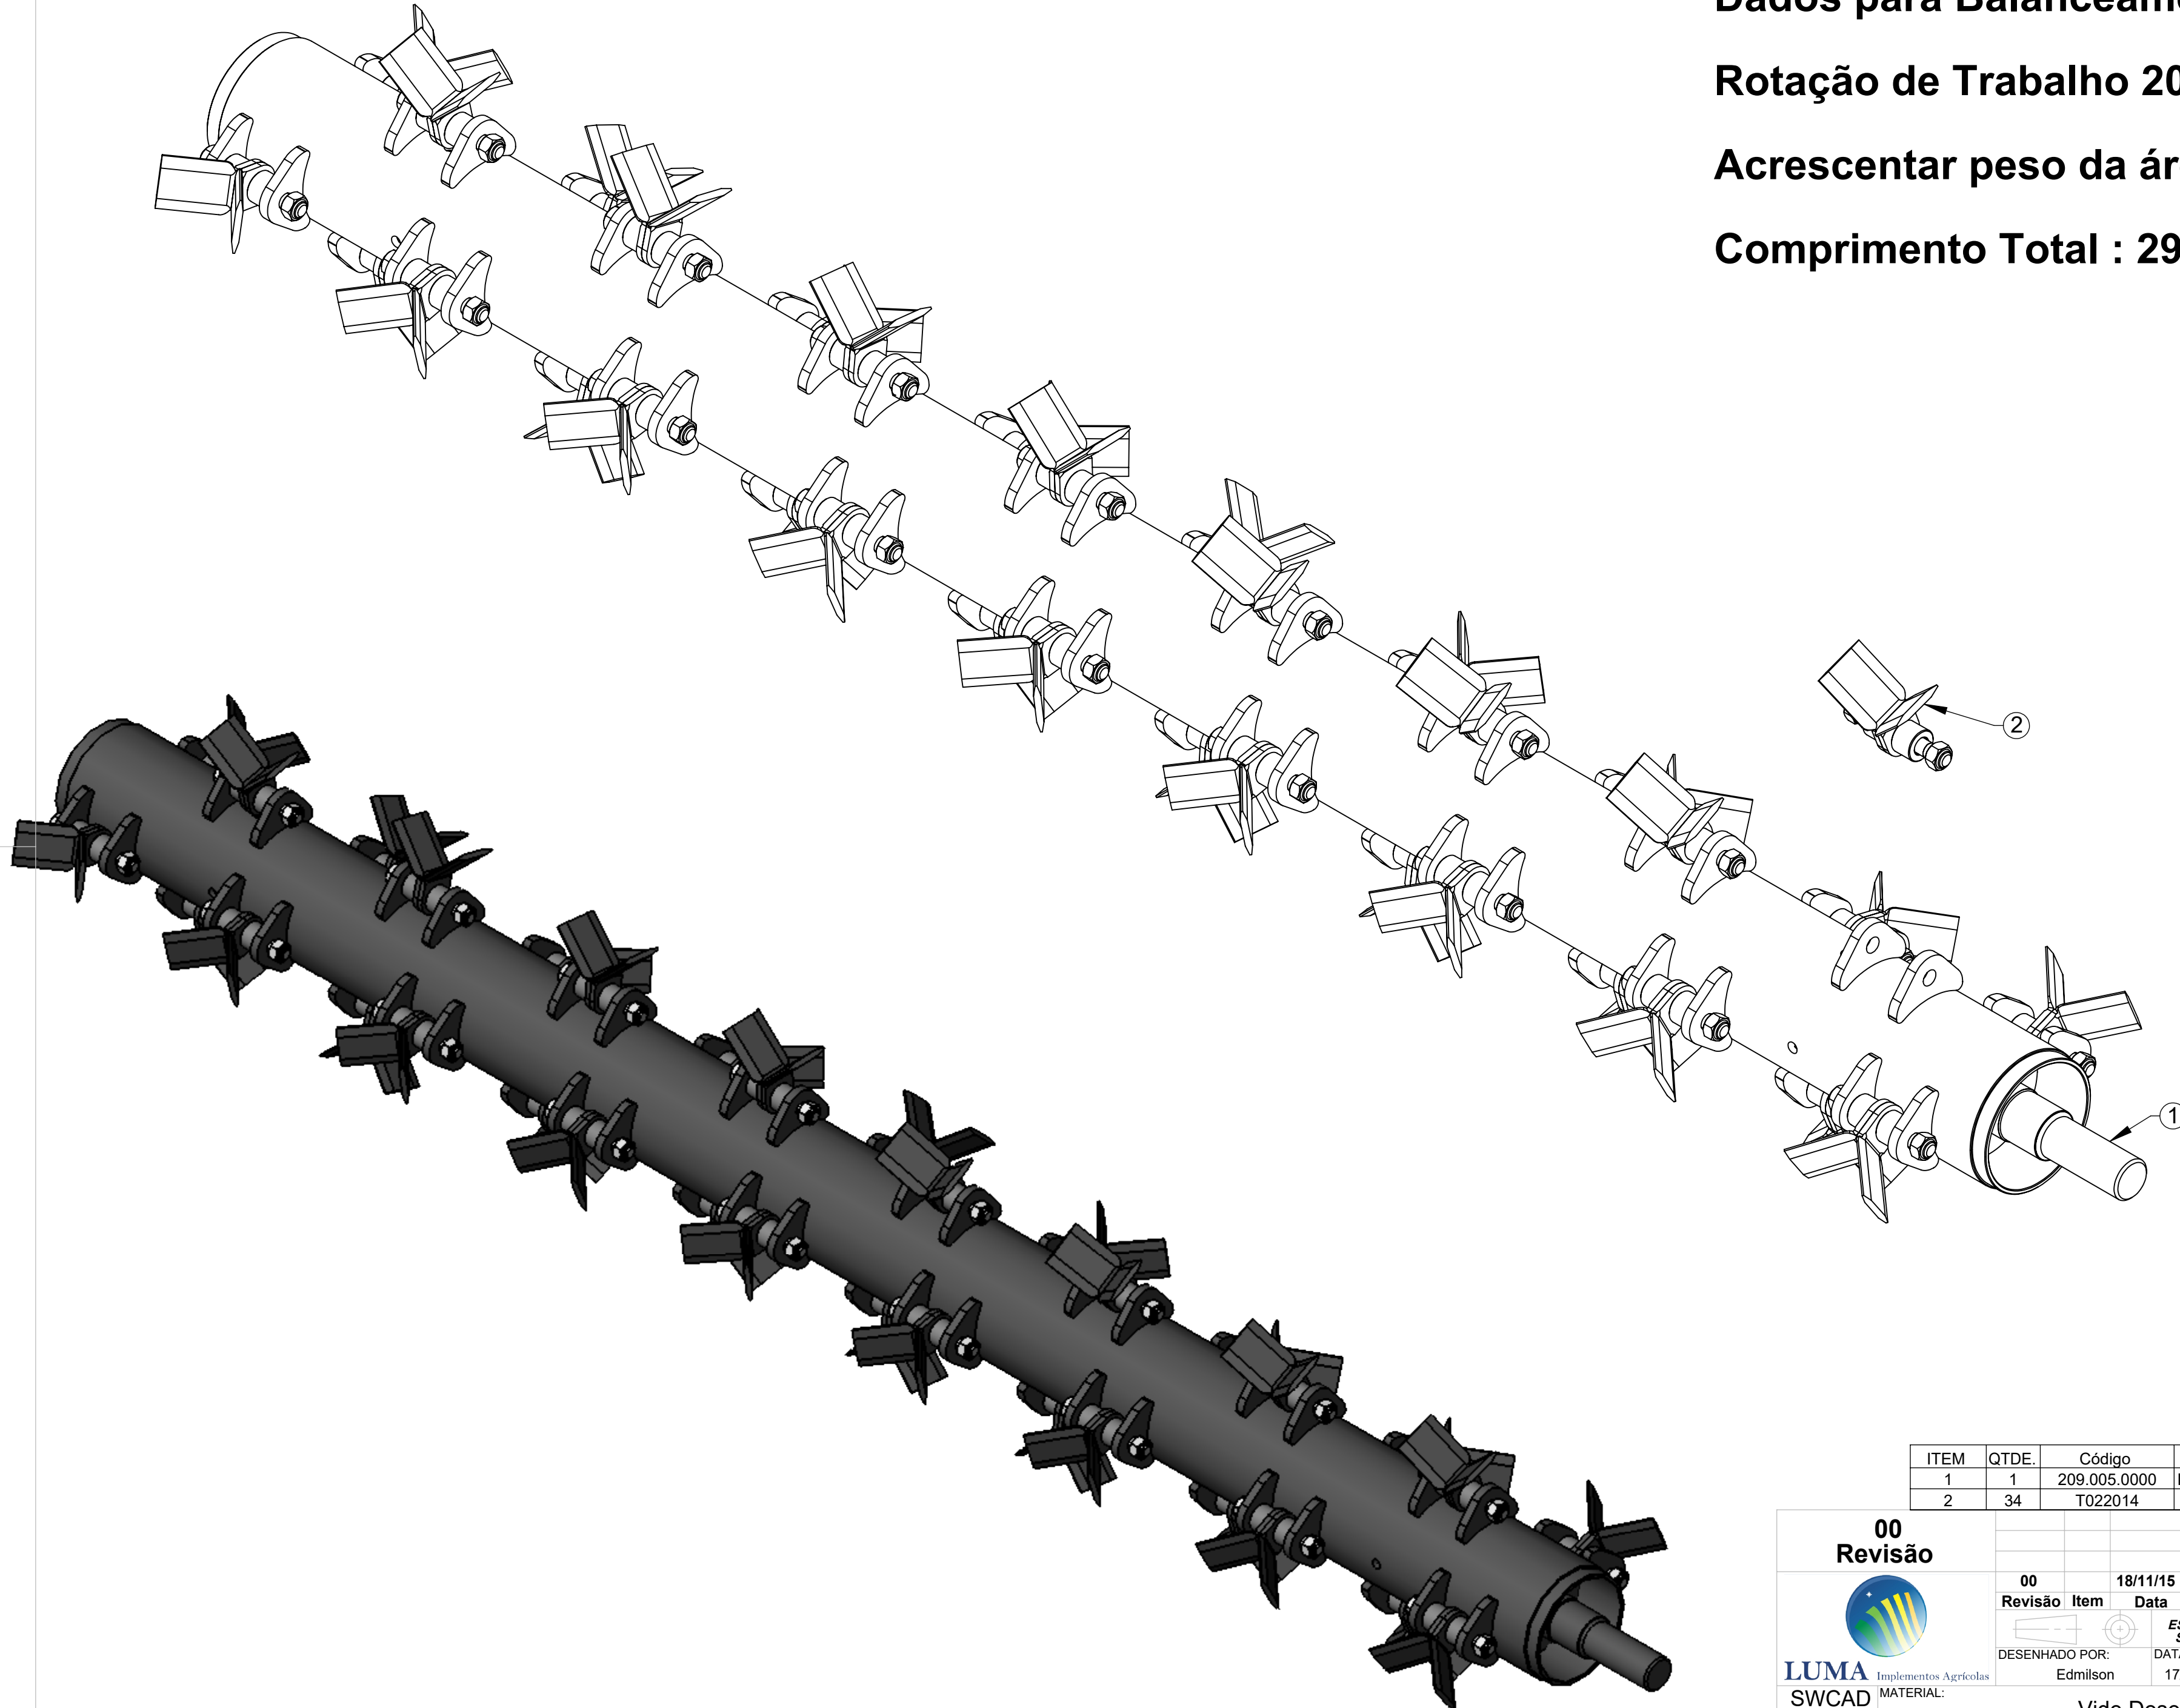 Rotação de Trabalho 20
Acrescentar peso da
Comprimento Total : 29
2
1
ITEM QTDE. Código
1 1 209.005.0000
2 34 T022014
00
Revisão
00 18/11/15
Revisão Item Data
DESENHADO POR:
Edmilson 17
LUMA Implementos Agrícolas
SWCAD MATERIAL: